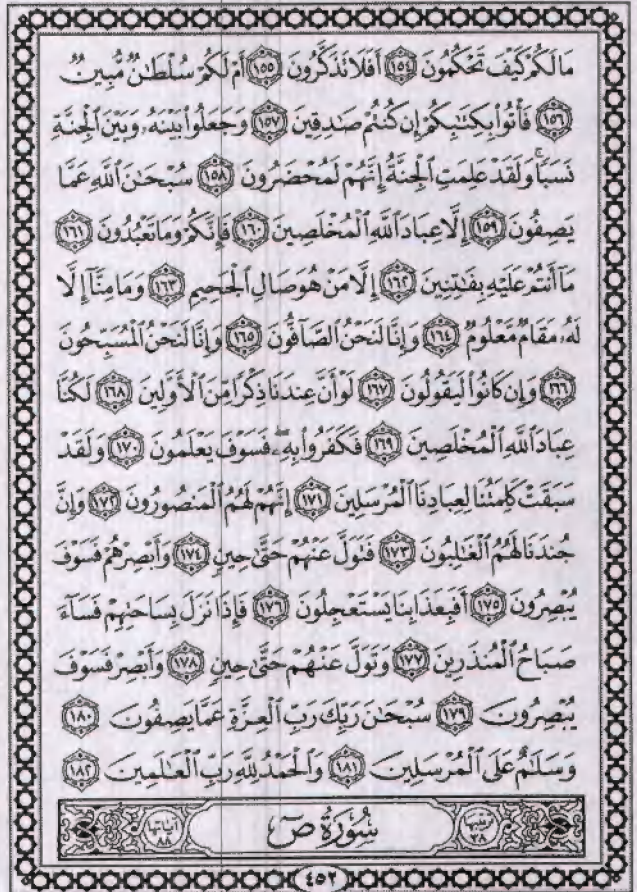 مَا لَكُمْ كَيْفَ تَحْكُمُونَ ١٥٤ أَفَلَا تَذَكَّرُونَ ١٥٥ أَمْ لَكُمْ سُلْطَٰنٌ مُّبِينٌ
١٥٦ فَأْتُوا۟ بِكِتَٰبِكُمْ إِن كُنتُمْ صَٰدِقِينَ ١٥٧ وَجَعَلُوا۟ بَيْنَهُۥ وَبَيْنَ ٱلْجِنَّةِ
نَسَبًا ۚ وَلَقَدْ عَلِمَتِ ٱلْجِنَّةُ إِنَّهُمْ لَمُحْضَرُونَ ١٥٨ سُبْحَٰنَ ٱللَّهِ عَمَّا
يَصِفُونَ ١٥٩ إِلَّا عِبَادَ ٱللَّهِ ٱلْمُخْلَصِينَ ١٦٠ فَإِنَّكُمْ وَمَا تَعْبُدُونَ ١٦١
مَآ أَنتُمْ عَلَيْهِ بِفَٰتِنِينَ ١٦٢ إِلَّا مَنْ هُوَ صَالِ ٱلْجَحِيمِ ١٦٣ وَمَا مِنَّآ إِلَّا
لَهُۥ مَقَامٌ مَّعْلُومٌ ١٦٤ وَإِنَّا لَنَحْنُ ٱلصَّآفُّونَ ١٦٥ وَإِنَّا لَنَحْنُ ٱلْمُسَبِّحُونَ
١٦٦ وَإِن كَانُوا۟ لَيَقُولُونَ ١٦٧ لَوْ أَنَّ عِندَنَا ذِكْرًا مِّنَ ٱلْأَوَّلِينَ ١٦٨ لَكُنَّا
عِبَادَ ٱللَّهِ ٱلْمُخْلَصِينَ ١٦٩ فَكَفَرُوا۟ بِهِۦ ۖ فَسَوْفَ يَعْلَمُونَ ١٧٠ وَلَقَدْ
سَبَقَتْ كَلِمَتُنَا لِعِبَادِنَا ٱلْمُرْسَلِينَ ١٧١ إِنَّهُمْ لَهُمُ ٱلْمَنصُورُونَ ١٧٢ وَإِنَّ
جُندَنَا لَهُمُ ٱلْغَٰلِبُونَ ١٧٣ فَتَوَلَّ عَنْهُمْ حَتَّىٰ حِينٍ ١٧٤ وَأَبْصِرْهُمْ فَسَوْفَ
يُبْصِرُونَ ١٧٥ أَفَبِعَذَابِنَا يَسْتَعْجِلُونَ ١٧٦ فَإِذَا نَزَلَ بِسَاحَتِهِمْ فَسَآءَ
صَبَاحُ ٱلْمُنذَرِينَ ١٧٧ وَتَوَلَّ عَنْهُمْ حَتَّىٰ حِينٍ ١٧٨ وَأَبْصِرْ فَسَوْفَ
يُبْصِرُونَ ١٧٩ سُبْحَٰنَ رَبِّكَ رَبِّ ٱلْعِزَّةِ عَمَّا يَصِفُونَ ١٨٠
وَسَلَٰمٌ عَلَى ٱلْمُرْسَلِينَ ١٨١ وَٱلْحَمْدُ لِلَّهِ رَبِّ ٱلْعَٰلَمِينَ ١٨٢
ترتيبها ٣٨ سُورَةُ صٓ آياتها ٨٨
٤٥٢